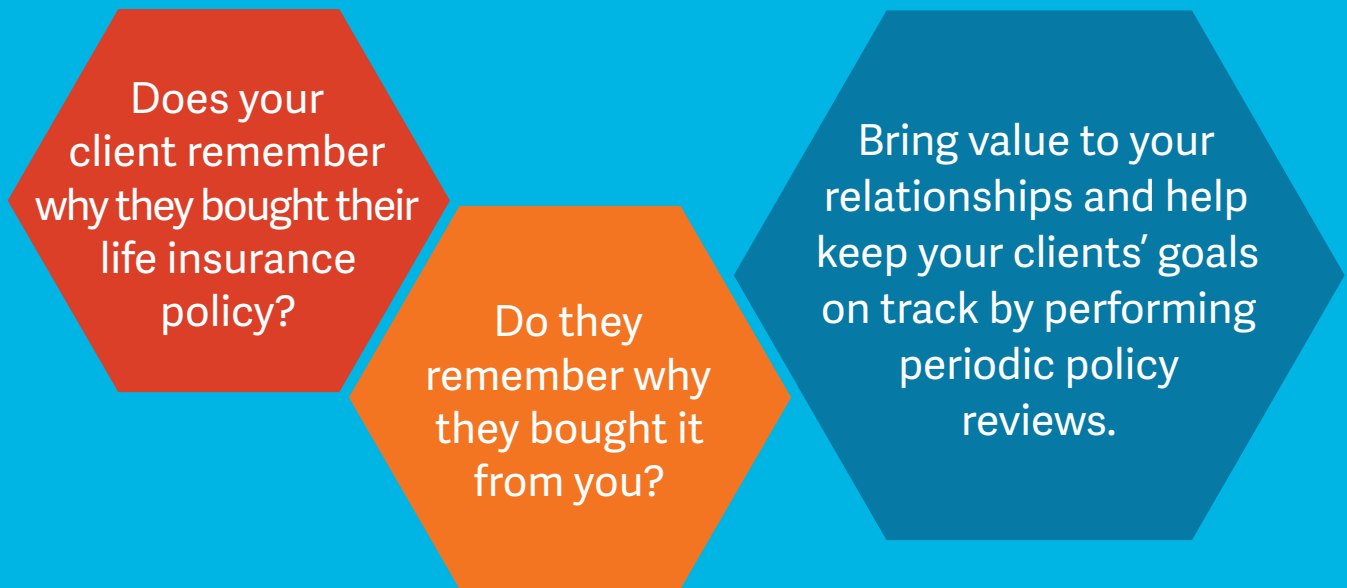 Does your
client remember
why they bought their
life insurance
policy?
Do they
remember why
they bought it
from you?
Bring value to your
relationships and help
keep your clients’ goals
on track by performing
periodic policy
reviews.